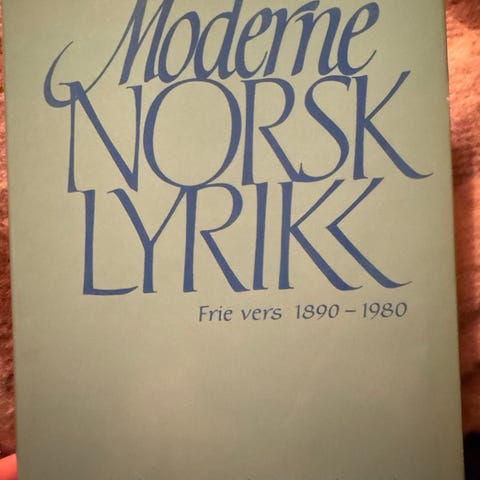 Moderne
NORSK
LYRIKK
Frie vers 1890 – 1980